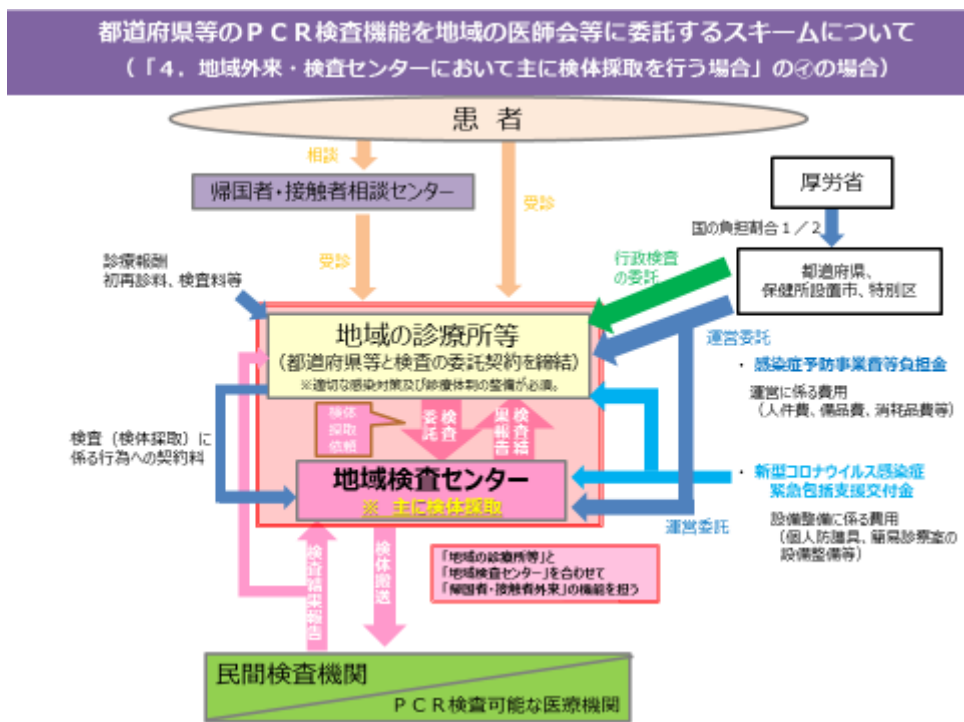 都道府県等のPCR検査機能を地域の医師会等に委託するスキームについて
（「４．地域外来・検査センターにおいて主に検体採取を行う場合」の㋑の場合）
患 者
相談
帰国者・接触者相談センター
受診
受診
厚労省
国の負担割合１／２
都道府県、
保健所設置市、特別区
行政検査
の委託
運営委託
診療報酬
初再診料、検査料等
地域の診療所等
（都道府県等と検査の委託契約を締結）
※適切な感染対策及び診療体制の整備が必須。
・ 感染症予防事業費等負担金
運営に係る費用
（人件費、備品費、消耗品費等）
検体
採取
依頼
検査
委託
検査結
果報告
検査（検体採取）に
係る行為への契約料
地域検査センター
※ 主に検体採取
・ 新型コロナウイルス感染症
緊急包括支援交付金
設備整備に係る費用
（個人防護具、簡易診療室の
設備整備等）
運営委託
検査結果報告
検体搬送
「地域の診療所等」と
「地域検査センター」を合わせて
「帰国者・接触者外来」の機能を担う
民間検査機関
ＰＣＲ検査可能な医療機関